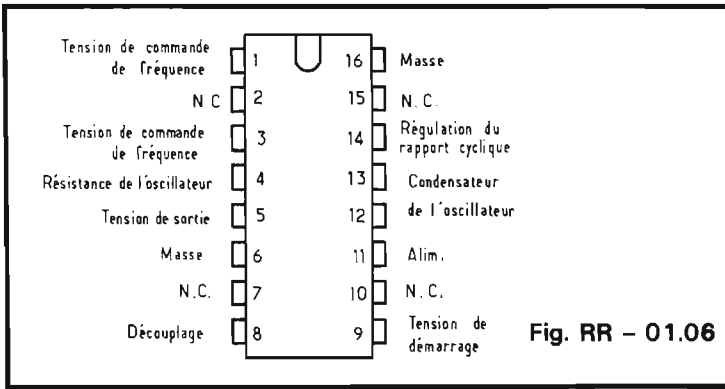 Tension de commande
de fréquence
1
16
Masse
N C
2
15
N.C.
Tension de commande
de fréquence
3
14
Régulation du
rapport cyclique
Résistance de l'oscillateur
4
13
Condensateur
de l'oscillateur
Tension de sortie
5
12
Masse
6
11
Alim.
N.C.
7
10
N.C.
Découplage
8
9
Tension de
démarrage
Fig. RR – 01.06